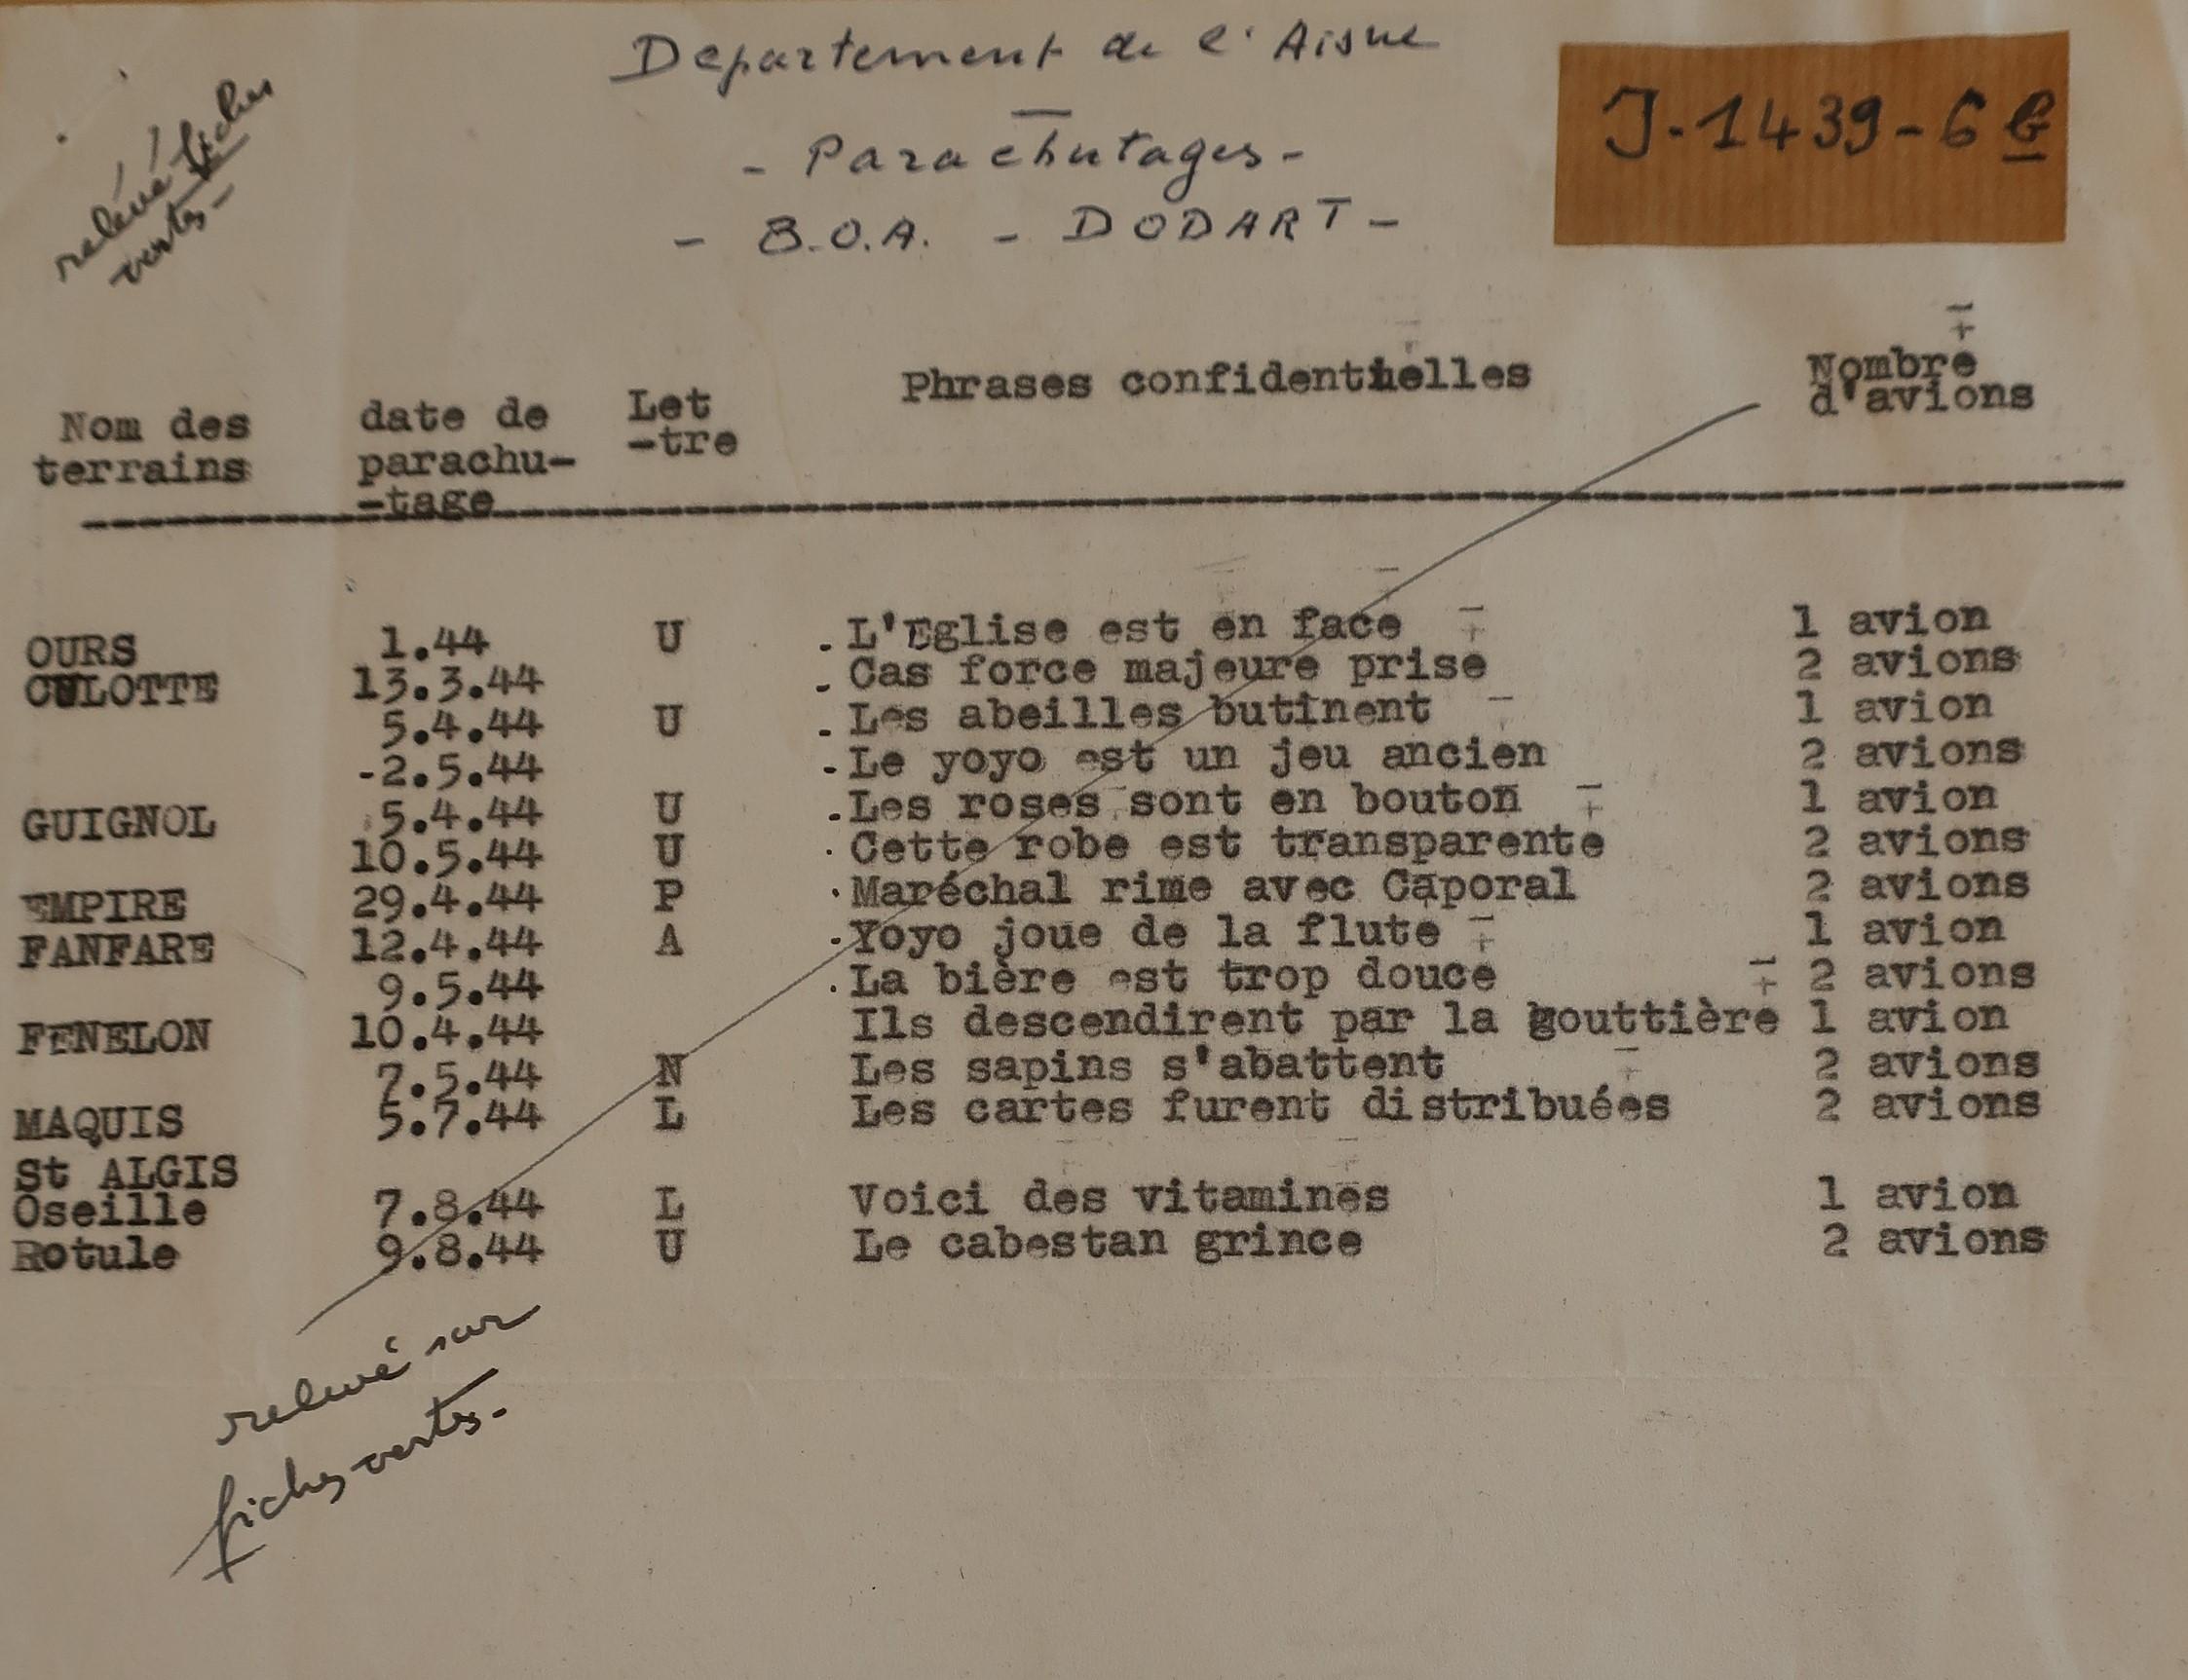 Departement de l'Aisne
J.1439-6 G
relévé fiches
vertes-
- Parachutages -
- B.O.A. - DODART -
Nom des terrains date de parachu--tage Let-tre Phrases confidentielles Nombre d'avions
OURS 1.44 U .L'Eglise est en face 1 avion
CULOTTE 13.3.44 .Cas force majeure prise 2 avions
5.4.44 U .Les abeilles butinent 1 avion
-2.5.44 .Le yoyo est un jeu ancien 2 avions
GUIGNOL 5.4.44 U .Les roses sont en bouton 1 avion
10.5.44 U .Cette robe est transparente 2 avions
EMPIRE 29.4.44 P .Maréchal rime avec Caporal 2 avions
FANFARE 12.4.44 A .Yoyo joue de la flute 1 avion
9.5.44 .La bière est trop douce 2 avions
FENELON 10.4.44 Ils descendirent par la gouttière 1 avion
7.5.44 N Les sapins s'abattent 2 avions
MAQUIS 5.7.44 L Les cartes furent distribuées 2 avions
St ALGIS
Oseille 7.8.44 L Voici des vitamines 1 avion
Rotule 9.8.44 U Le cabestan grince 2 avions
relevé sur
fiches vertes-